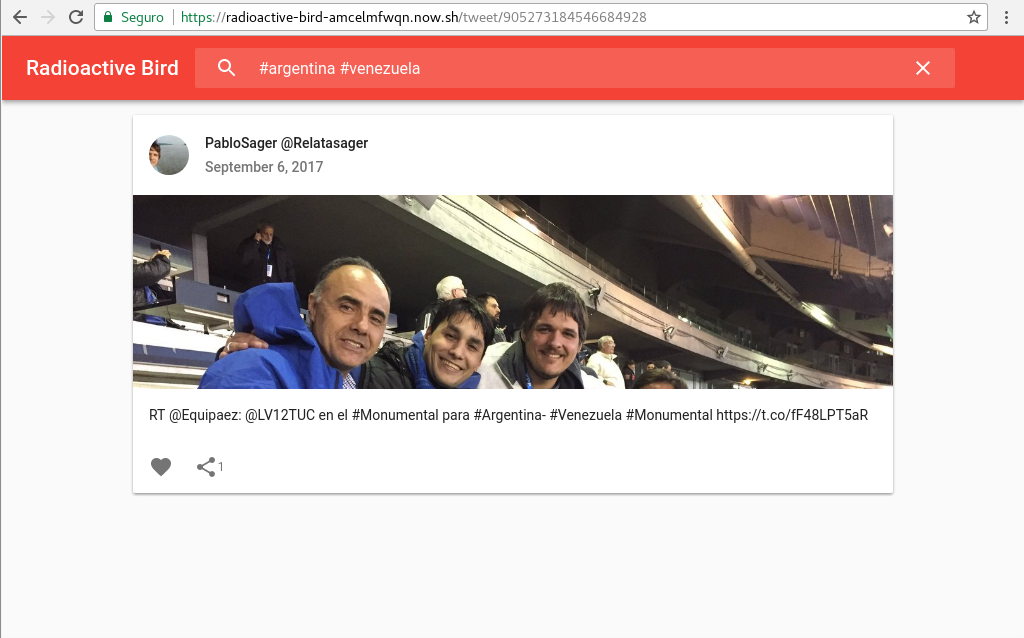 Seguro https://radioactive-bird-amcelmfwqn.now.sh/tweet/905273184546684928
Radioactive Bird #argentina #venezuela
PabloSager @Relatasager
September 6, 2017
RT @Equipaez: @LV12TUC en el #Monumental para #Argentina- #Venezuela #Monumental https://t.co/fF48LPT5aR
1